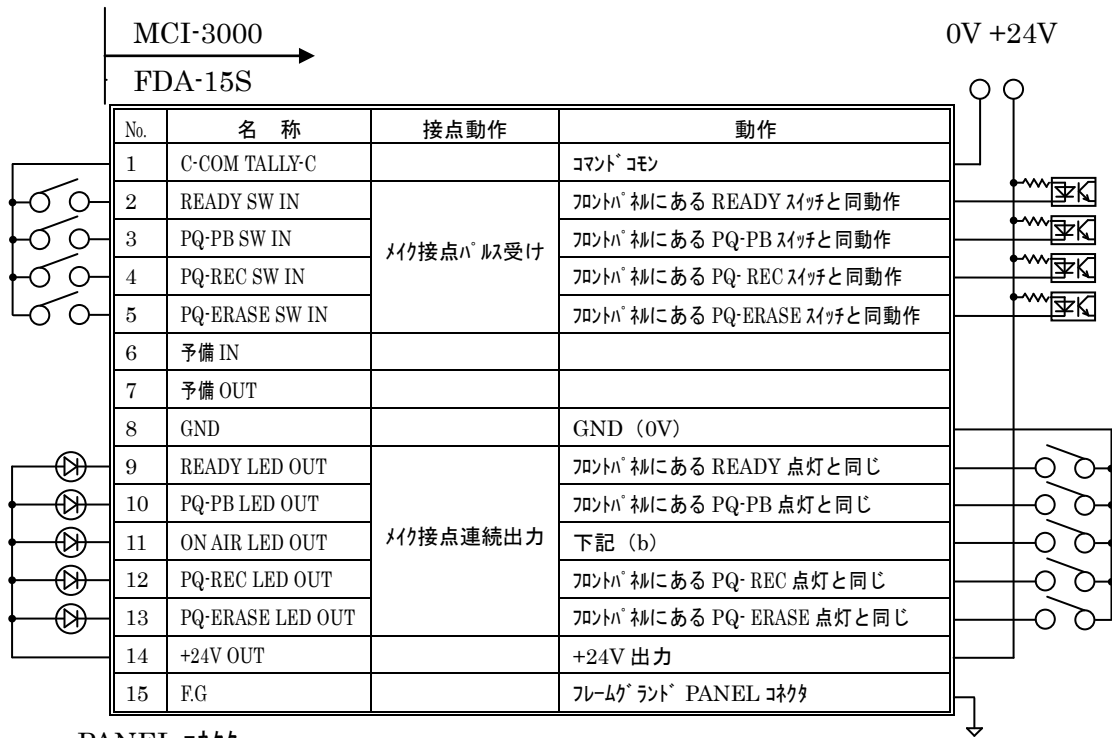 MCI-3000
0V +24V
FDA-15S
No. 名 称 接点動作 動作
1 C-COM TALLY-C ｺﾏﾝﾄﾞｺﾓﾝ
2 READY SW IN ﾌﾛﾝﾄﾊﾟﾈﾙにある READY ｽｲｯﾁと同動作
3 PQ-PB SW IN ﾌﾛﾝﾄﾊﾟﾈﾙにある PQ-PB ｽｲｯﾁと同動作
ﾒｲｸ接点ﾊﾟﾙｽ受け
4 PQ-REC SW IN ﾌﾛﾝﾄﾊﾟﾈﾙにある PQ- REC ｽｲｯﾁと同動作
5 PQ-ERASE SW IN ﾌﾛﾝﾄﾊﾟﾈﾙにある PQ-ERASE ｽｲｯﾁと同動作
6 予備 IN
7 予備 OUT
8 GND GND（0V）
9 READY LED OUT ﾌﾛﾝﾄﾊﾟﾈﾙにある READY 点灯と同じ
10 PQ-PB LED OUT ﾌﾛﾝﾄﾊﾟﾈﾙにある PQ-PB 点灯と同じ
11 ON AIR LED OUT ﾒｲｸ接点連続出力 下記（b）
12 PQ-REC LED OUT ﾌﾛﾝﾄﾊﾟﾈﾙにある PQ- REC 点灯と同じ
13 PQ-ERASE LED OUT ﾌﾛﾝﾄﾊﾟﾈﾙにある PQ- ERASE 点灯と同じ
14 +24V OUT +24V 出力
15 F.G ﾌﾚｰﾑｸﾞﾗﾝﾄﾞ PANEL ｺﾈｸﾀ
PANEL ｺﾈｸﾀ